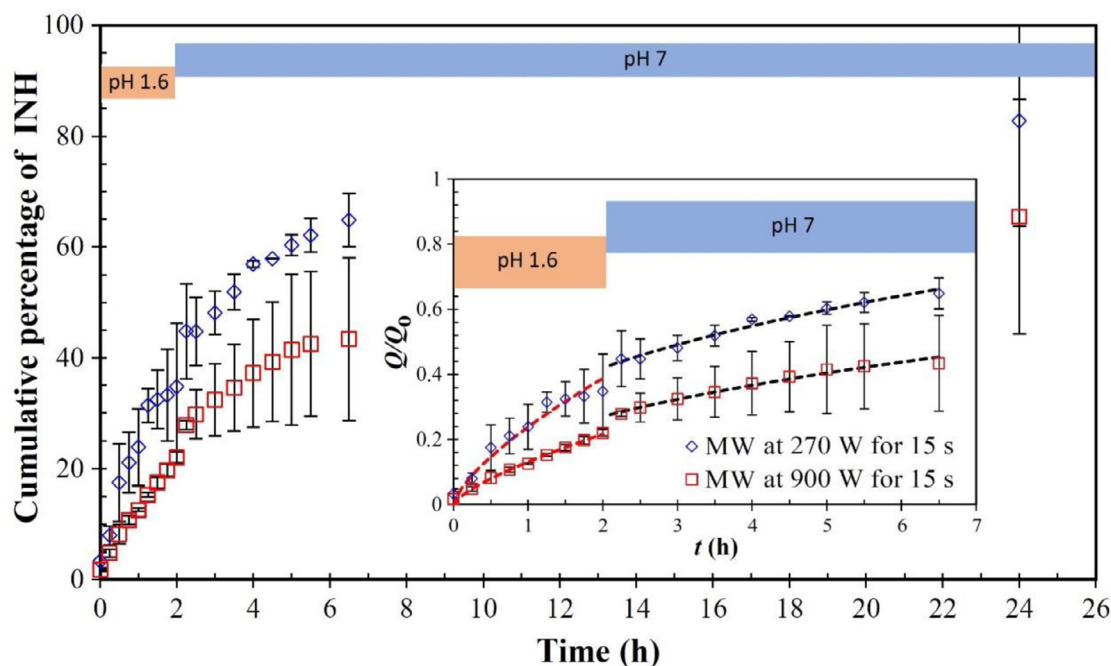 Cumulative percentage of INH
100
80
60
40
20
0
pH 1.6
pH 7
Q/Qo
1
0.8
0.6
0.4
0.2
0
pH 1.6
pH 7
MW at 270 W for 15 s
MW at 900 W for 15 s
0 1 2 3 4 5 6 7
t (h)
0 2 4 6 8 10 12 14 16 18 20 22 24 26
Time (h)